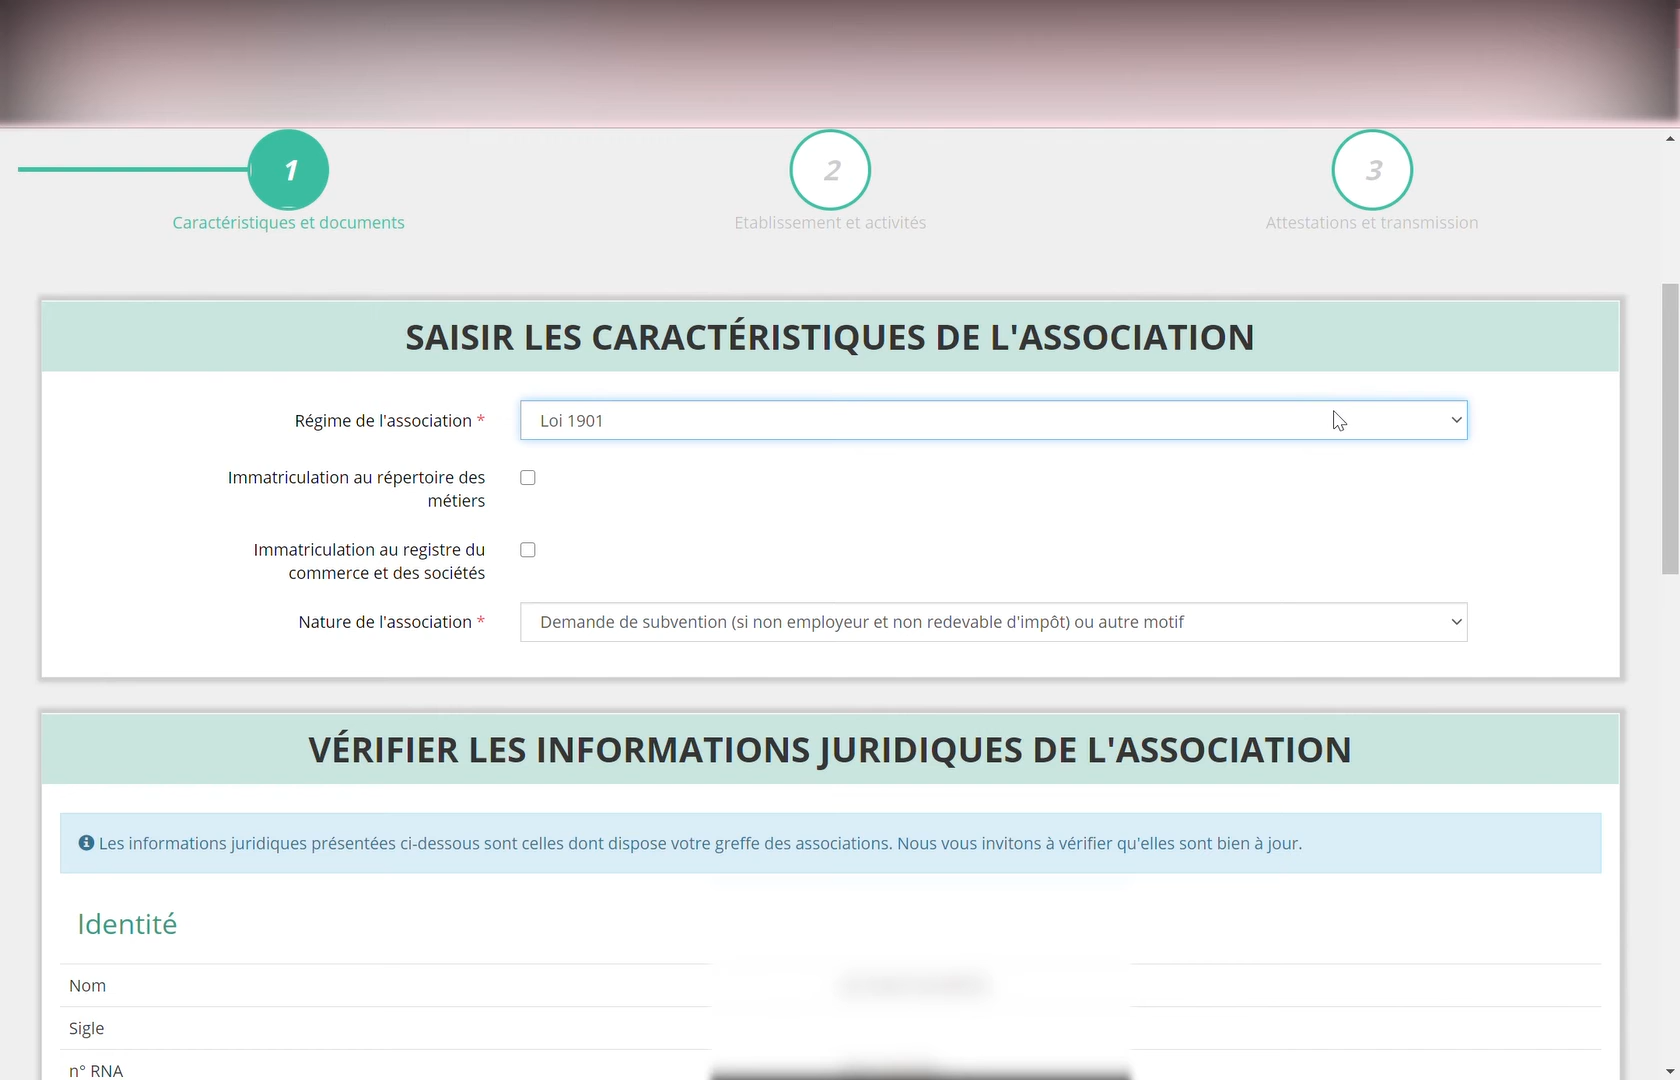 1
2
3
Caractéristiques et documents
Etablissement et activités
Attestations et transmission
SAISIR LES CARACTÉRISTIQUES DE L'ASSOCIATION
Régime de l'association *
Loi 1901
Immatriculation au répertoire des
métiers
Immatriculation au registre du
commerce et des sociétés
Nature de l'association *
Demande de subvention (si non employeur et non redevable d'impôt) ou autre motif
VÉRIFIER LES INFORMATIONS JURIDIQUES DE L'ASSOCIATION
Les informations juridiques présentées ci-dessous sont celles dont dispose votre greffe des associations. Nous vous invitons à vérifier qu'elles sont bien à jour.
Identité
Nom
Sigle
n° RNA